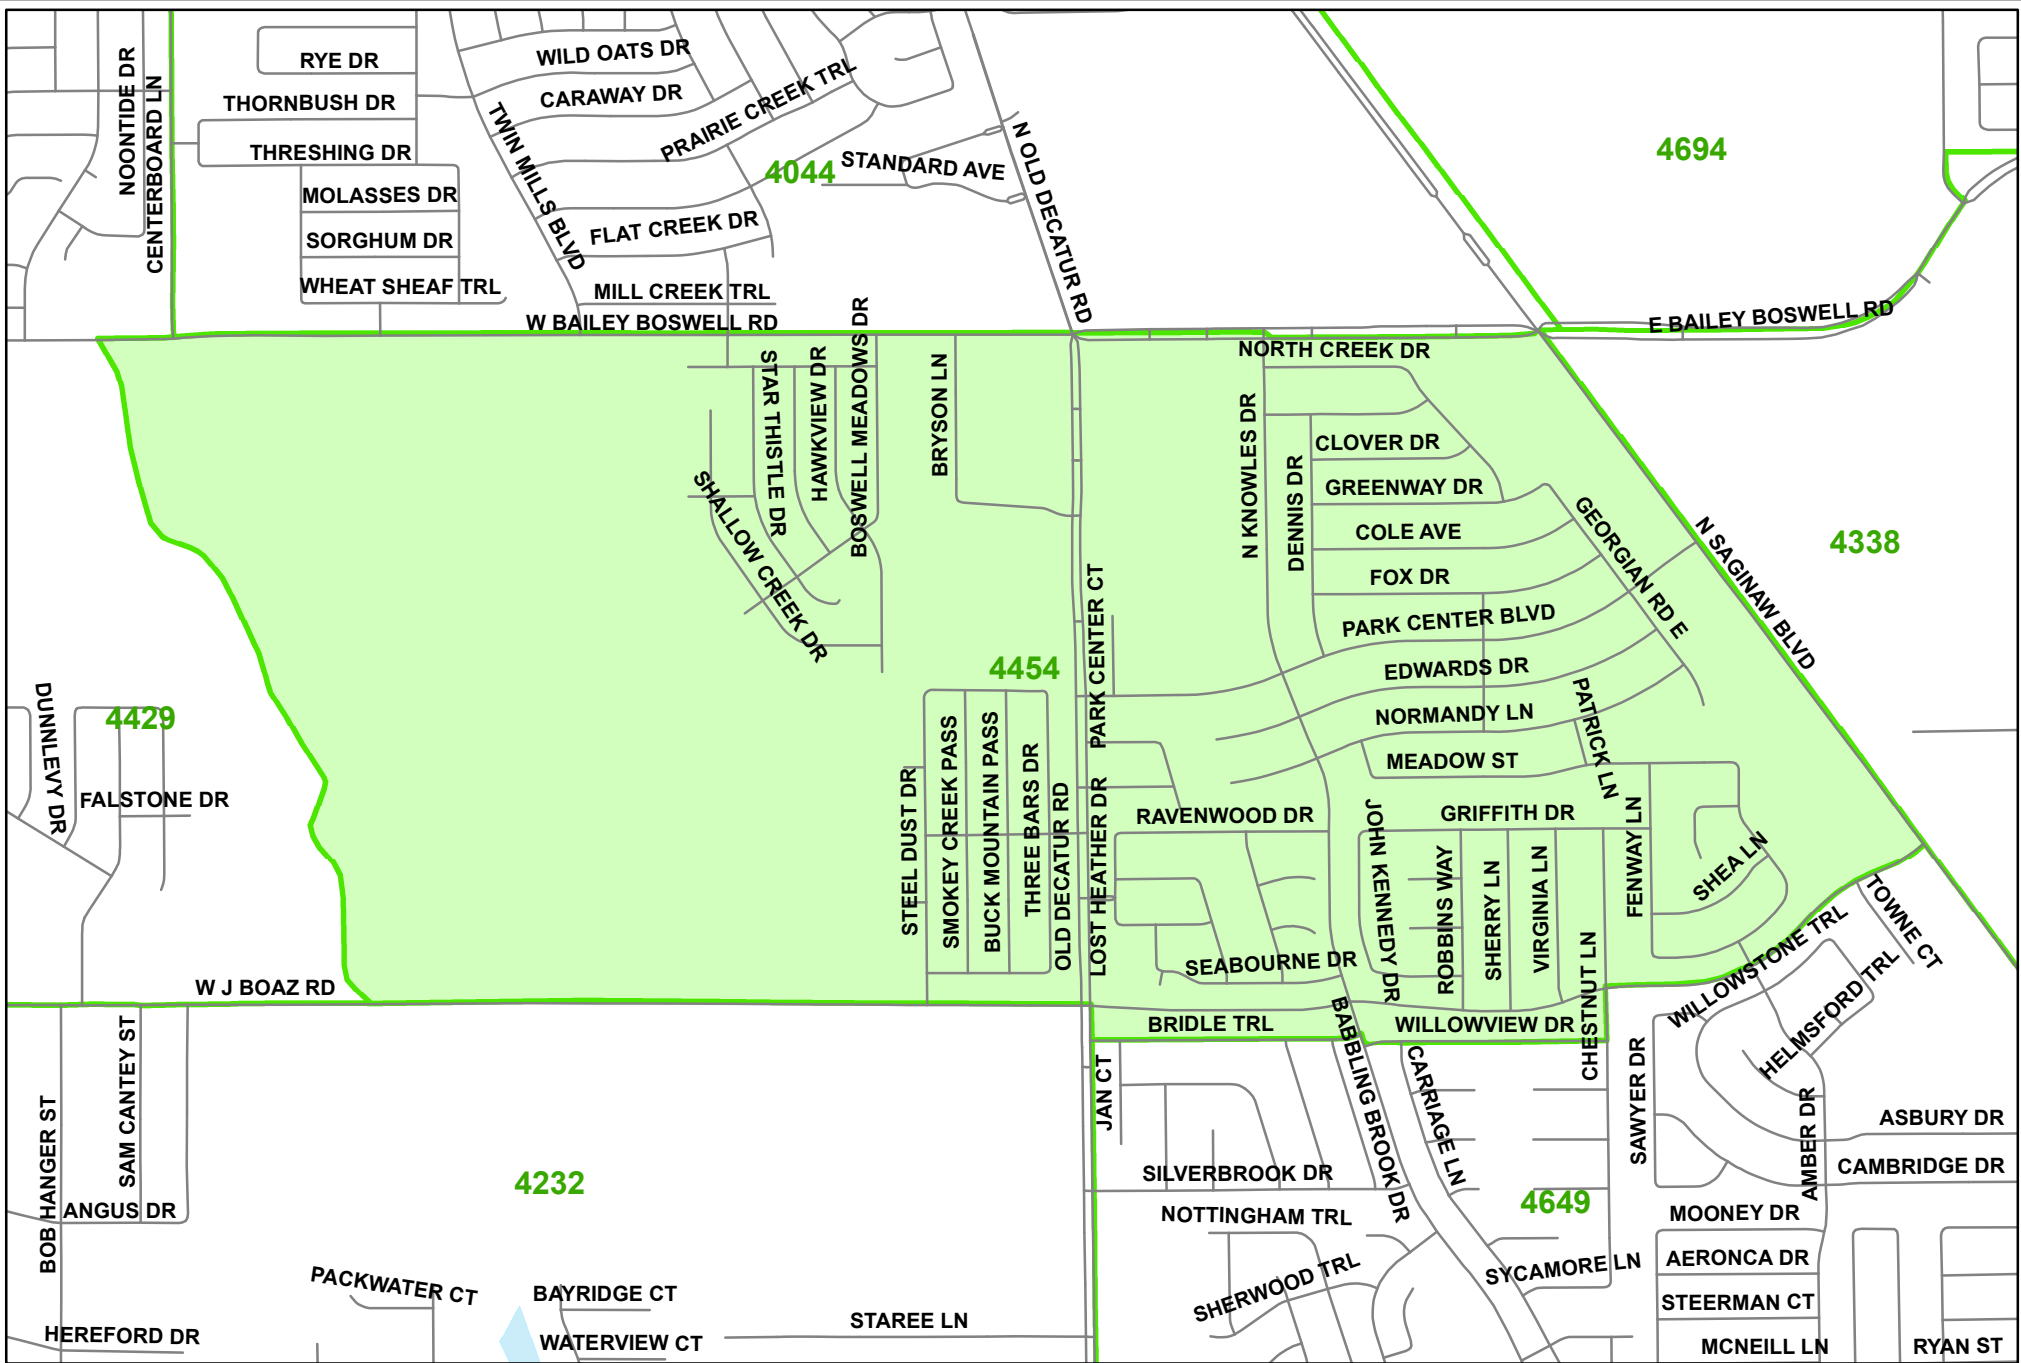 RYE DR
WILD OATS DR
NOONTIDE DR
CENTERBOARD LN
THORNBUSH DR
CARAWAY DR
PRAIRIE CREEK TRL
TWIN MILLS BLVD
THRESHING DR
4044
STANDARD AVE
N OLD DECATUR RD
4694
MOLASSES DR
SORGHUM DR
FLAT CREEK DR
WHEAT SHEAF TRL
MILL CREEK TRL
W BAILEY BOSWELL RD
E BAILEY BOSWELL RD
NORTH CREEK DR
STAR THISTLE DR
HAWKVIEW DR
BOSWELL MEADOWS DR
BRYSON LN
N KNOWLES DR
DENNIS DR
CLOVER DR
GREENWAY DR
COLE AVE
FOX DR
GEORGIAN RD E
N SAGINAW BLVD
4338
SHALLOW CREEK DR
PARK CENTER CT
PARK CENTER BLVD
4454
EDWARDS DR
PATRICK LN
NORMANDY LN
MEADOW ST
4429
DUNNLEVY DR
FALSTONE DR
STEEL DUST DR
SMOKEY CREEK PASS
BUCK MOUNTAIN PASS
THREE BARS DR
OLD DECATUR RD
LOST HEATHER DR
RAVENWOOD DR
JOHN KENNEDY DR
GRIFFITH DR
ROBBINS WAY
SHERRY LN
VIRGINIA LN
FENWAY LN
SHEA LN
CHESTNUT LN
SEABOURNE DR
TOWNE CT
WILLOWSTONE TRL
HELMSFORD TRL
W J BOAZ RD
BRIDLE TRL
WILLOWVIEW DR
BABBLING BROOK DR
CARRIAGE LN
JAN CT
SAWYER DR
AMBER DR
ASBURY DR
CAMBRIDGE DR
BOB HANGER ST
SAM CANTEY ST
ANGUS DR
4232
SILVERBROOK DR
NOTTINGHAM TRL
4649
MOONEY DR
SHERWOOD TRL
SYCAMORE LN
AERONCA DR
PACKWATER CT
BAYRIDGE CT
STEERMAN CT
STAREE LN
HEREFORD DR
WATERVIEW CT
MCNEILL LN
RYAN ST